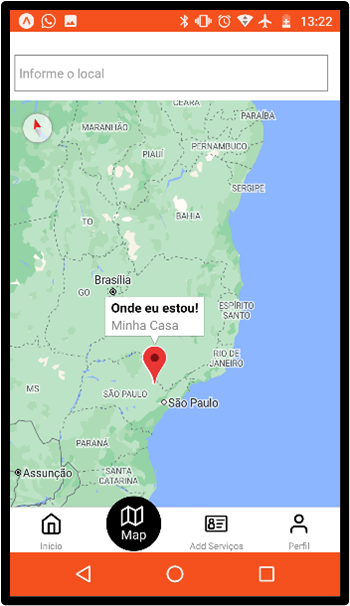 13:22
Informe o local
CEARÁ
PARAÍBA
MARANHÃO
PIAUÍ
PERNAMBUCO
SERGIPE
TO
BAHIA
Brasília
GO
Onde eu estou!
Minha Casa
ESPÍRITO
SANTO
RIO DE
JANEIRO
MS
SÃO PAULO
São Paulo
PARANÁ
Assunção
SANTA
CATARINA
Map
Inicio
Add Serviços
Perfil